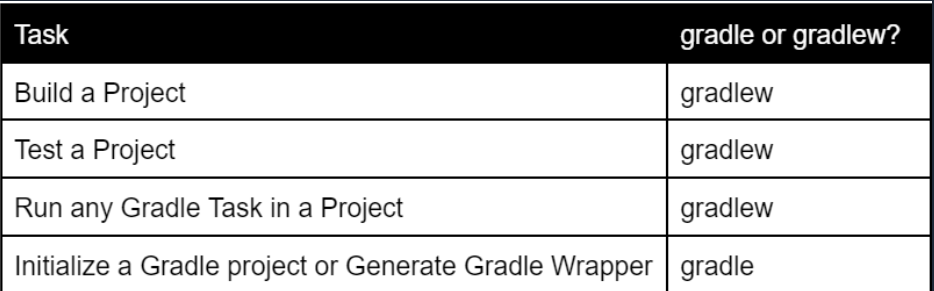 Task gradle or gradlew?
Build a Project gradlew
Test a Project gradlew
Run any Gradle Task in a Project gradlew
Initialize a Gradle project or Generate Gradle Wrapper gradle